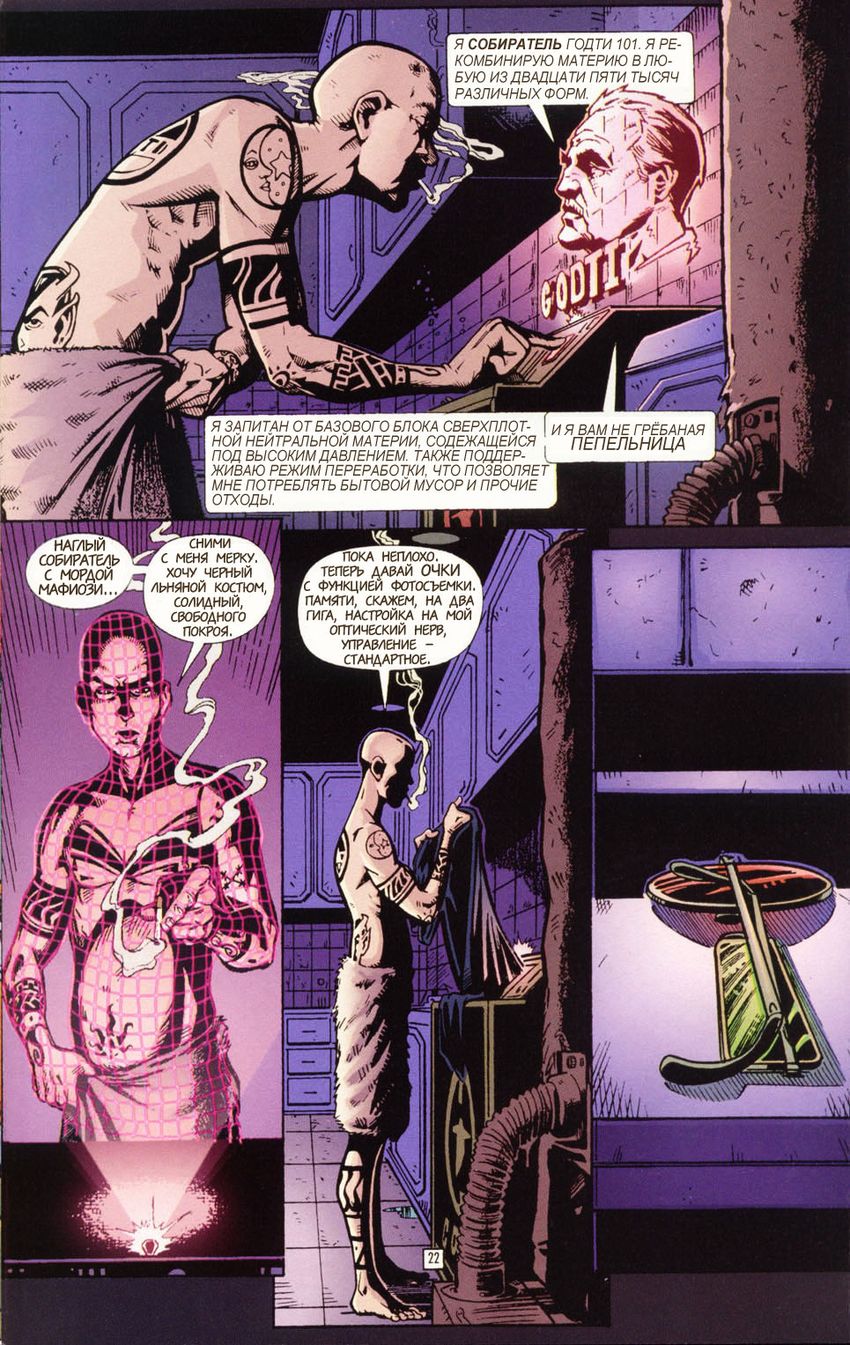 Я СОБИРАТЕЛЬ ГОДТИ 101. Я РЕ-
КОМБИНИРУЮ МАТЕРИЮ В ЛЮ-
БУЮ ИЗ ДВАДЦАТИ ПЯТИ ТЫСЯЧ
РАЗЛИЧНЫХ ФОРМ.
GODTI
Я ЗАПИТАН ОТ БАЗОВОГО БЛОКА СВЕРХПЛОТ-
НОЙ НЕЙТРАЛЬНОЙ МАТЕРИИ, СОДЕЖАЩЕЙСЯ
ПОД ВЫСОКИМ ДАВЛЕНИЕМ. ТАКЖЕ ПОДДЕР-
ЖИВАЮ РЕЖИМ ПЕРЕРАБОТКИ, ЧТО ПОЗВОЛЯЕТ
МНЕ ПОТРЕБЛЯТЬ БЫТОВОЙ МУСОР И ПРОЧИЕ
ОТХОДЫ.
И Я ВАМ НЕ ГРЁБАНАЯ
ПЕПЕЛЬНИЦА
НАГЛЫЙ
СОБИРАТЕЛЬ
С МОРДОЙ
МАФИОЗИ...
СНИМИ
С МЕНЯ МЕРКУ.
ХОЧУ ЧЕРНЫЙ
ЛЬНЯНОЙ КОСТЮМ,
СОЛИДНЫЙ,
СВОБОДНОГО
ПОКРОЯ.
ПОКА НЕПЛОХО.
ТЕПЕРЬ ДАВАЙ ОЧКИ
С ФУНКЦИЕЙ ФОТОСЪЕМКИ.
ПАМЯТИ, СКАЖЕМ, НА ДВА
ГИГА, НАСТРОЙКА НА МОЙ
ОПТИЧЕСКИЙ НЕРВ,
УПРАВЛЕНИЕ –
СТАНДАРТНОЕ.
22